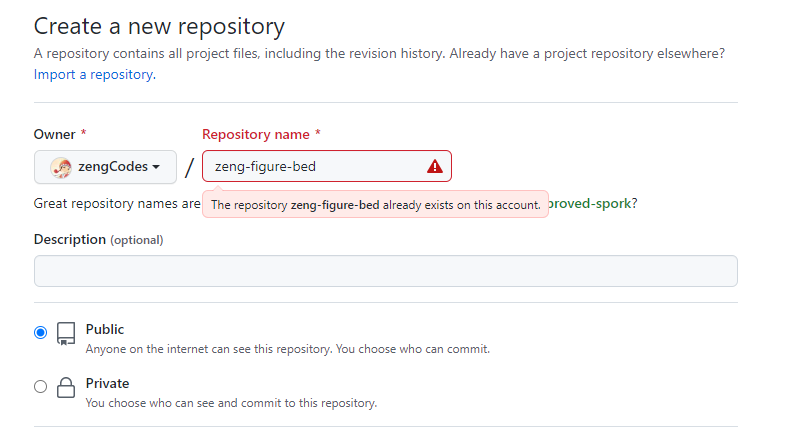 Create a new repository
A repository contains all project files, including the revision history. Already have a project repository elsewhere?
Import a repository.
Owner *
Repository name *
zengCodes
/
zeng-figure-bed
The repository zeng-figure-bed already exists on this account.
Great repository names are proved-spork?
Description (optional)
Public
Anyone on the internet can see this repository. You choose who can commit.
Private
You choose who can see and commit to this repository.